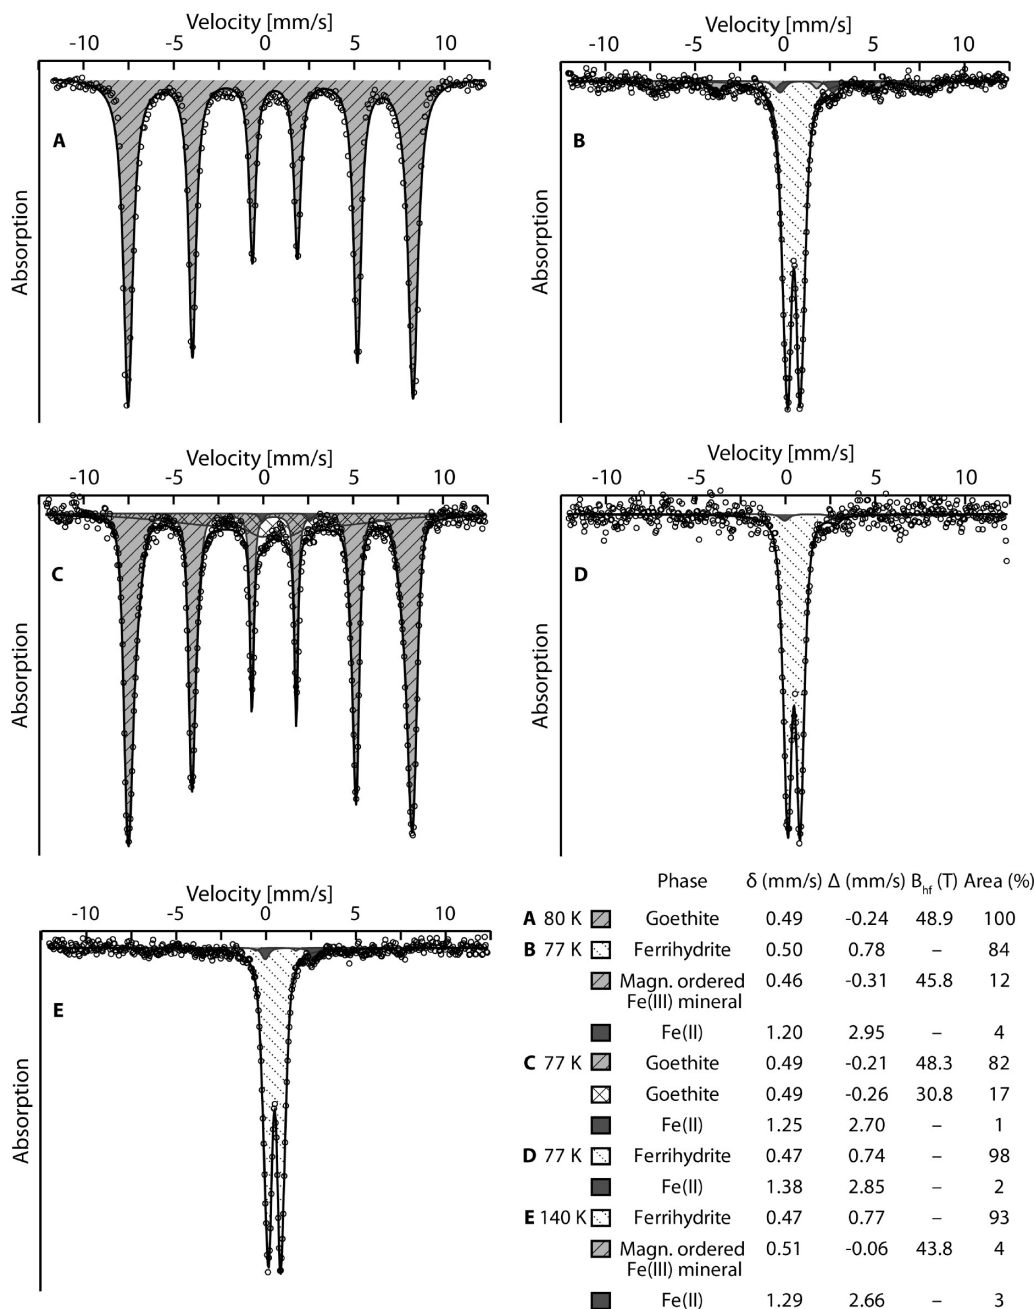 Velocity [mm/s]
-10 -5 0 5 10
A
Absorption
Velocity [mm/s]
-10 -5 0 5 10
B
Absorption
Velocity [mm/s]
-10 -5 0 5 10
C
Absorption
Velocity [mm/s]
-10 -5 0 5 10
D
Absorption
Velocity [mm/s]
-10 -5 0 5 10
E
Absorption
Phase δ (mm/s) Δ (mm/s) Bhf (T) Area (%)
A 80 K Goethite 0.49 -0.24 48.9 100
B 77 K Ferrihydrite 0.50 0.78 – 84
Magn. ordered 0.46 -0.31 45.8 12
Fe(III) mineral
Fe(II) 1.20 2.95 – 4
C 77 K Goethite 0.49 -0.21 48.3 82
Goethite 0.49 -0.26 30.8 17
Fe(II) 1.25 2.70 – 1
D 77 K Ferrihydrite 0.47 0.74 – 98
Fe(II) 1.38 2.85 – 2
E 140 K Ferrihydrite 0.47 0.77 – 93
Magn. ordered 0.51 -0.06 43.8 4
Fe(III) mineral
Fe(II) 1.29 2.66 – 3